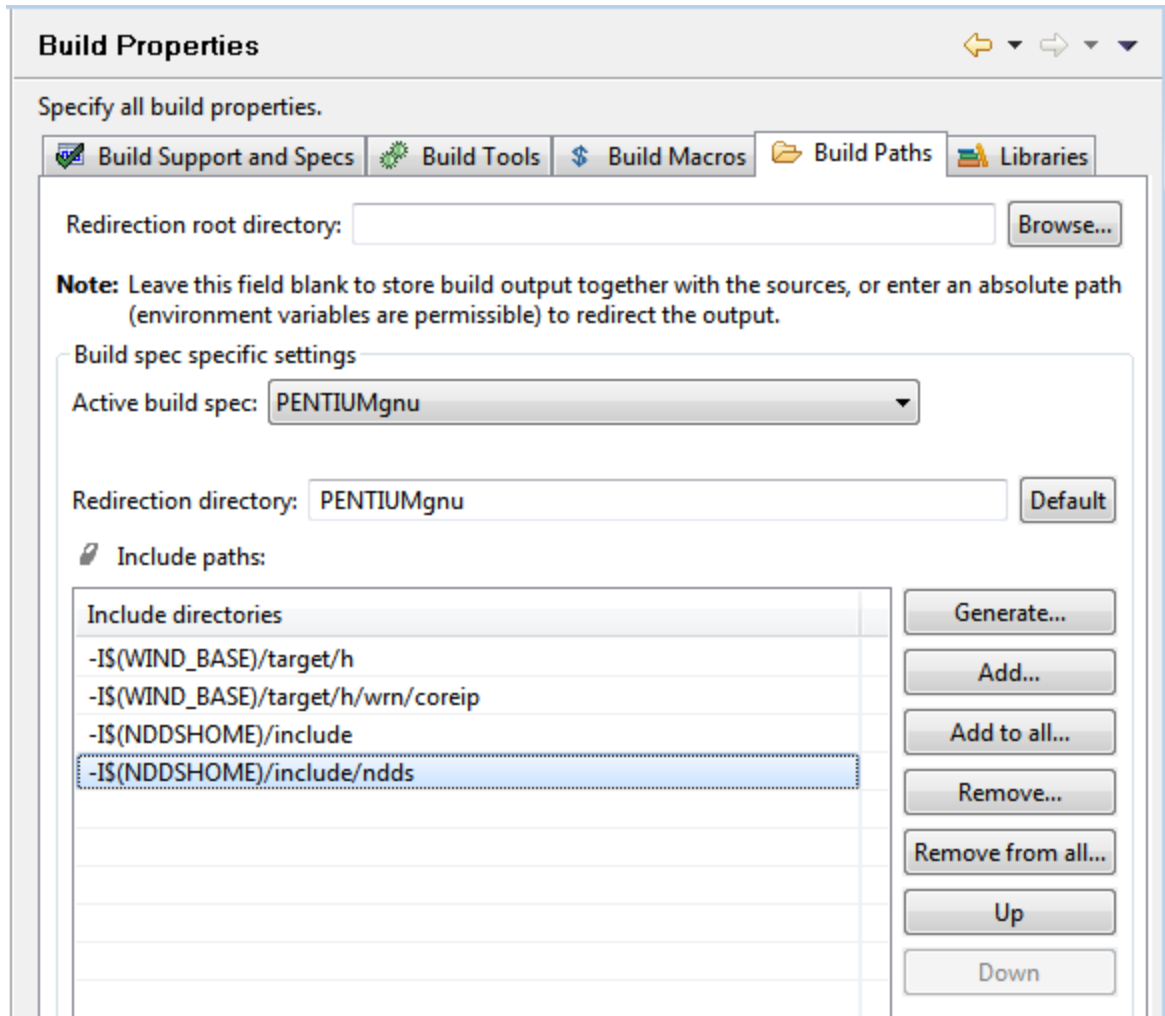 Build Properties
Specify all build properties.
Build Support and Specs Build Tools $ Build Macros Build Paths Libraries
Redirection root directory: Browse...
Note: Leave this field blank to store build output together with the sources, or enter an absolute path
(environment variables are permissible) to redirect the output.
Build spec specific settings
Active build spec: PENTIUMgnu
Redirection directory: PENTIUMgnu Default
Include paths:
Include directories Generate...
-I$(WIND_BASE)/target/h
Add...
-I$(WIND_BASE)/target/h/wrn/coreip
-I$(NDDSHOME)/include Add to all...
-I$(NDDSHOME)/include/ndds
Remove...
Remove from all...
Up
Down